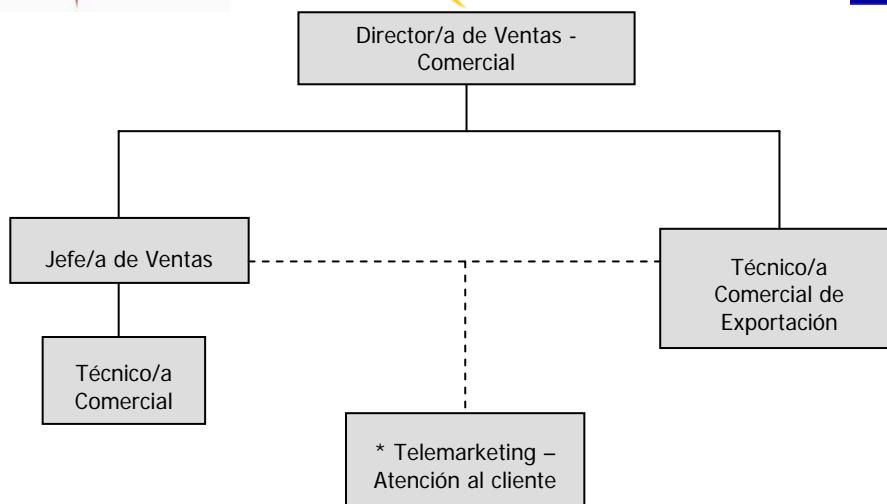 Director/a de Ventas -
Comercial
Jefe/a de Ventas
Técnico/a
Comercial de
Exportación
Técnico/a
Comercial
* Telemarketing –
Atención al cliente